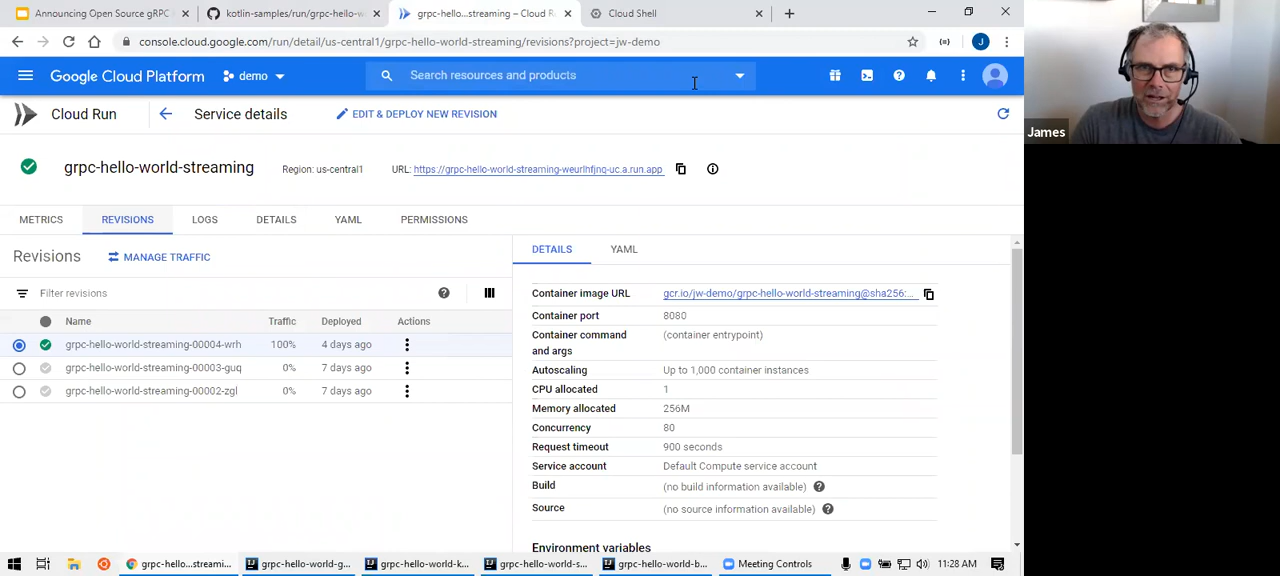 Announcing Open Source gRPC
kotlin-samples/run/grpc-hello-w
grpc-hello...streaming – Cloud R
Cloud Shell
console.cloud.google.com/run/detail/us-central1/grpc-hello-world-streaming/revisions?project=jw-demo
J
Google Cloud Platform
demo
Search resources and products
Cloud Run
Service details
EDIT & DEPLOY NEW REVISION
James
grpc-hello-world-streaming
Region: us-central1
URL: https://grpc-hello-world-streaming-weurlhfjnq-uc.a.run.app
METRICS
REVISIONS
LOGS
DETAILS
YAML
PERMISSIONS
Revisions
MANAGE TRAFFIC
Filter revisions
Name Traffic Deployed Actions
grpc-hello-world-streaming-00004-wrh 100% 4 days ago
grpc-hello-world-streaming-00003-guq 0% 7 days ago
grpc-hello-world-streaming-00002-zgl 0% 7 days ago
DETAILS
YAML
Container image URL gcr.io/jw-demo/grpc-hello-world-streaming@sha256:...
Container port 8080
Container command (container entrypoint)
and args
Autoscaling Up to 1,000 container instances
CPU allocated 1
Memory allocated 256M
Concurrency 80
Request timeout 900 seconds
Service account Default Compute service account
Build (no build information available)
Source (no source information available)
Environment variables
grpc-hello...streami...
grpc-hello-world-g...
grpc-hello-world-k...
grpc-hello-world-s...
grpc-hello-world-b...
Meeting Controls
11:28 AM